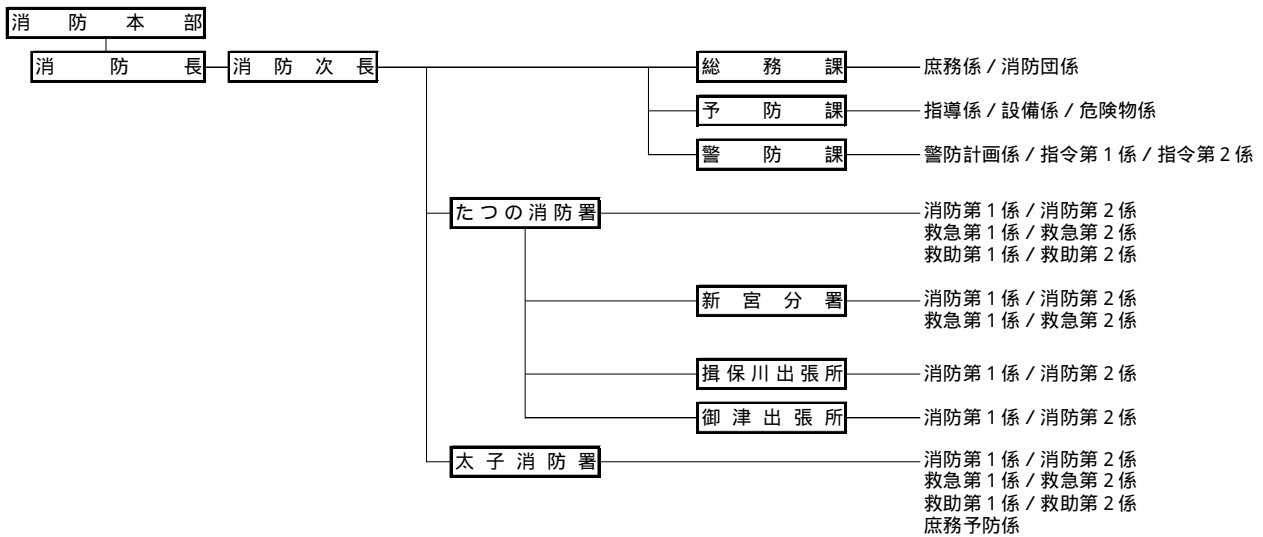 消防本部
消防長 消防次長 総務課 庶務係 / 消防団係
予防課 指導係 / 設備係 / 危険物係
警防課 警防計画係 / 指令第1係 / 指令第2係
たつの消防署 消防第1係 / 消防第2係
救急第1係 / 救急第2係
救助第1係 / 救助第2係
新宮分署 消防第1係 / 消防第2係
救急第1係 / 救急第2係
揖保川出張所 消防第1係 / 消防第2係
御津出張所 消防第1係 / 消防第2係
太子消防署 消防第1係 / 消防第2係
救急第1係 / 救急第2係
救助第1係 / 救助第2係
庶務予防係